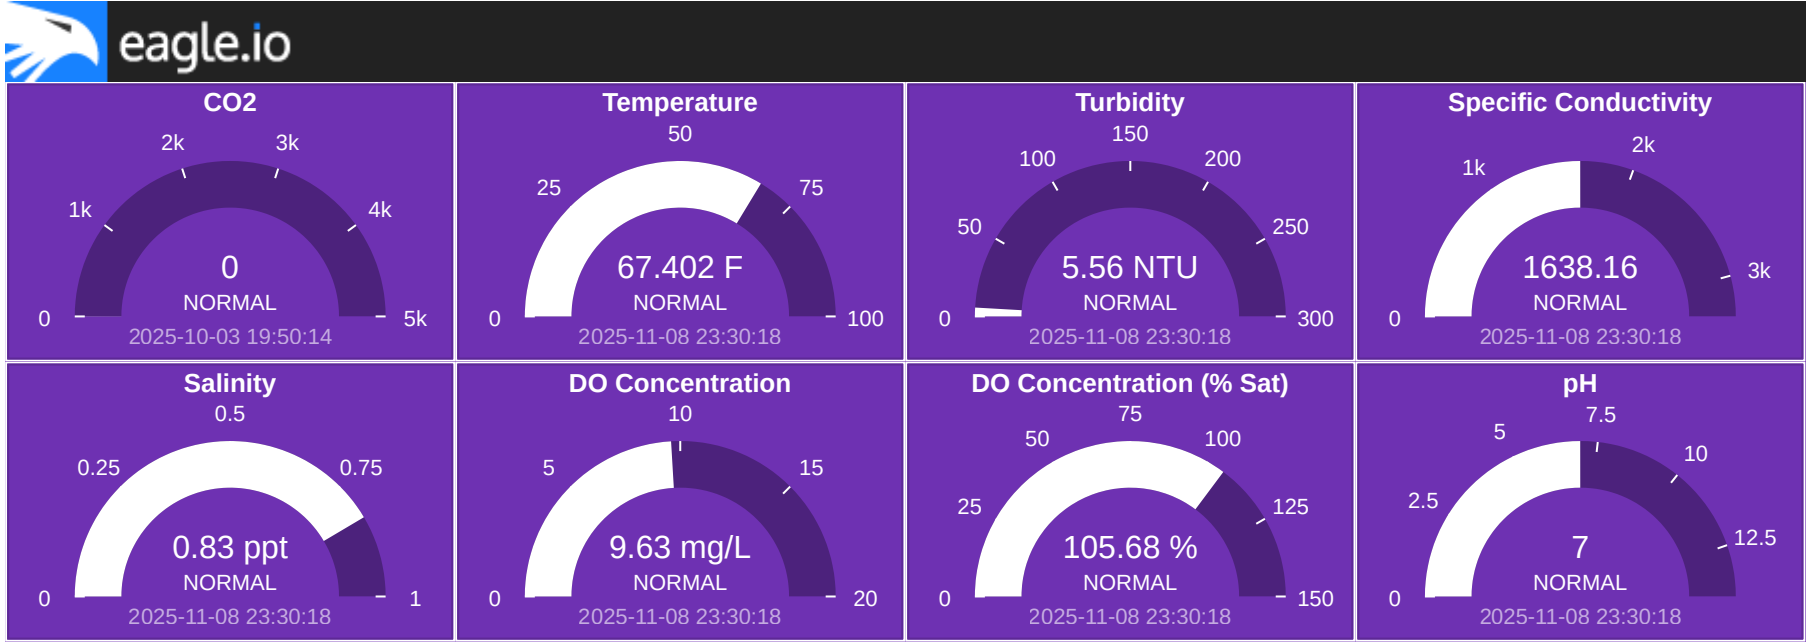 eagle.io
CO2
0
1k
2k
3k
4k
5k
0
NORMAL
2025-10-03 19:50:14
Temperature
0
25
50
75
100
67.402 F
NORMAL
2025-11-08 23:30:18
Turbidity
0
50
100
150
200
250
300
5.56 NTU
NORMAL
2025-11-08 23:30:18
Specific Conductivity
0
1k
2k
3k
1638.16
NORMAL
2025-11-08 23:30:18
Salinity
0
0.25
0.5
0.75
1
0.83 ppt
NORMAL
2025-11-08 23:30:18
DO Concentration
0
5
10
15
20
9.63 mg/L
NORMAL
2025-11-08 23:30:18
DO Concentration (% Sat)
0
25
50
75
100
125
150
105.68 %
NORMAL
2025-11-08 23:30:18
pH
0
2.5
5
7.5
10
12.5
7
NORMAL
2025-11-08 23:30:18